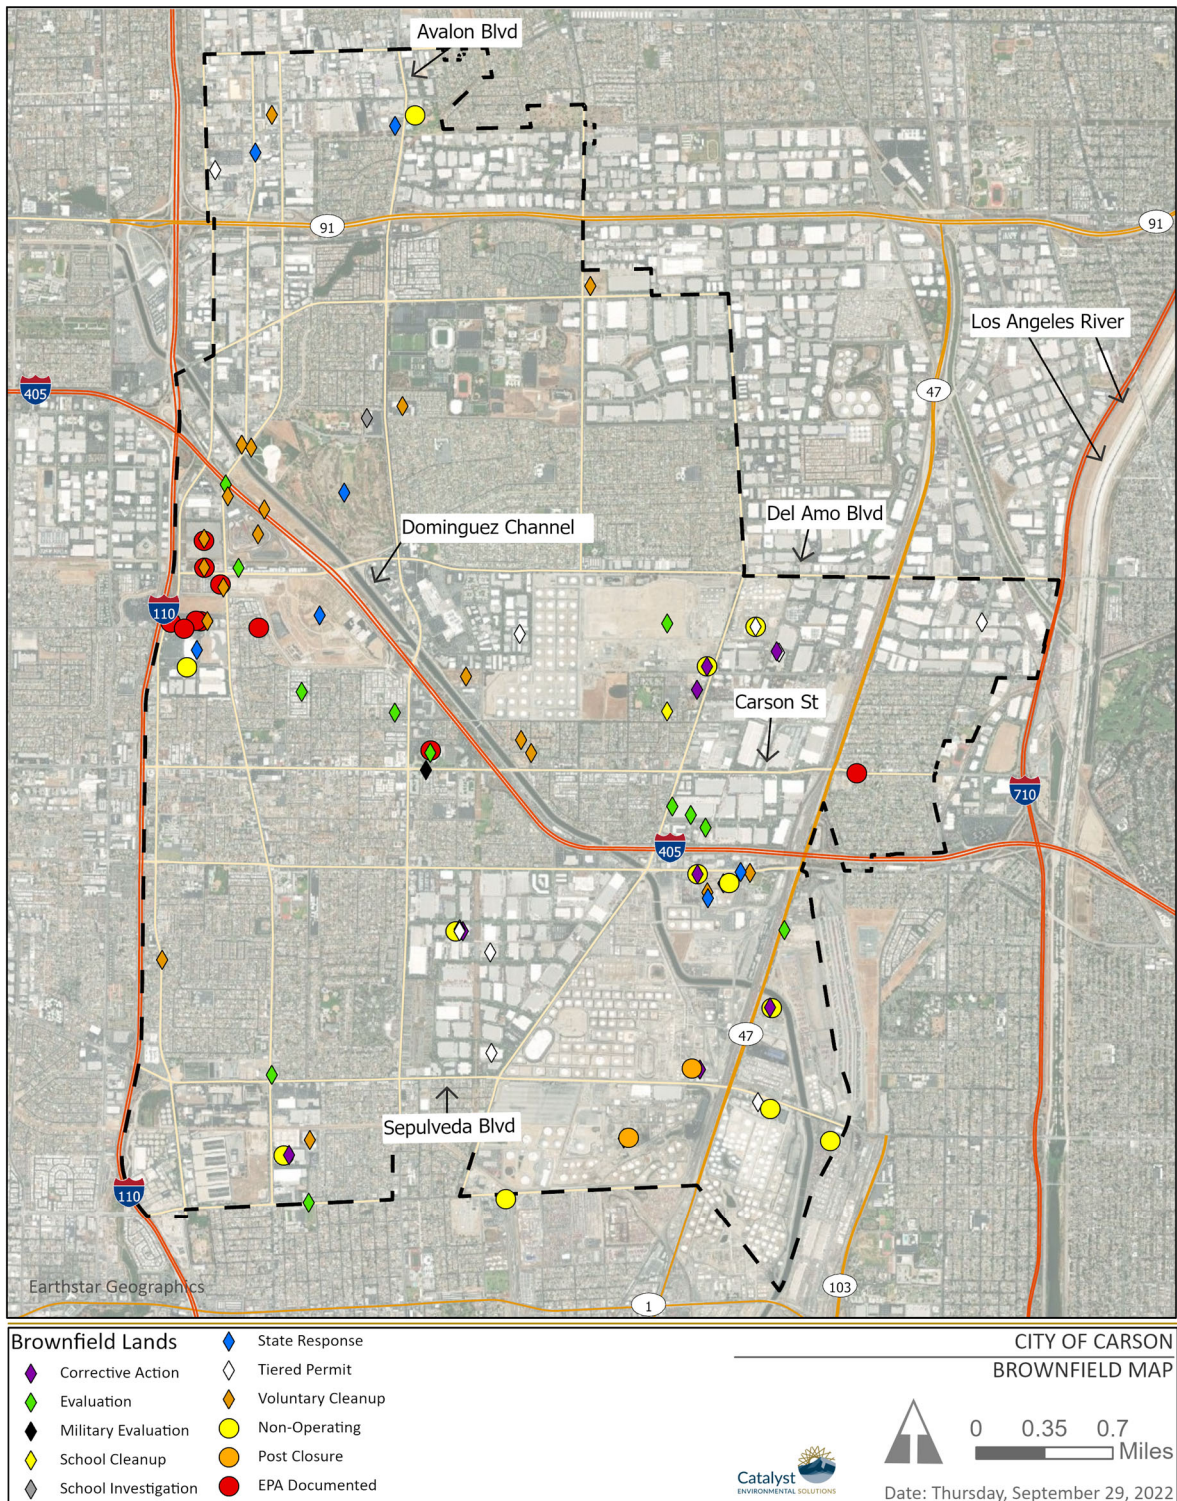 Avalon Blvd
91
91
Los Angeles River
405
47
Dominguez Channel
Del Amo Blvd
110
Carson St
710
405
47
Sepulveda Blvd
110
Earthstar Geographics
103
1
Brownfield Lands
Corrective Action
Evaluation
Military Evaluation
School Cleanup
School Investigation
State Response
Tiered Permit
Voluntary Cleanup
Non-Operating
Post Closure
EPA Documented
CITY OF CARSON
BROWNFIELD MAP
0 0.35 0.7
Miles
Catalyst
ENVIRONMENTAL SOLUTIONS
Date: Thursday, September 29, 2022